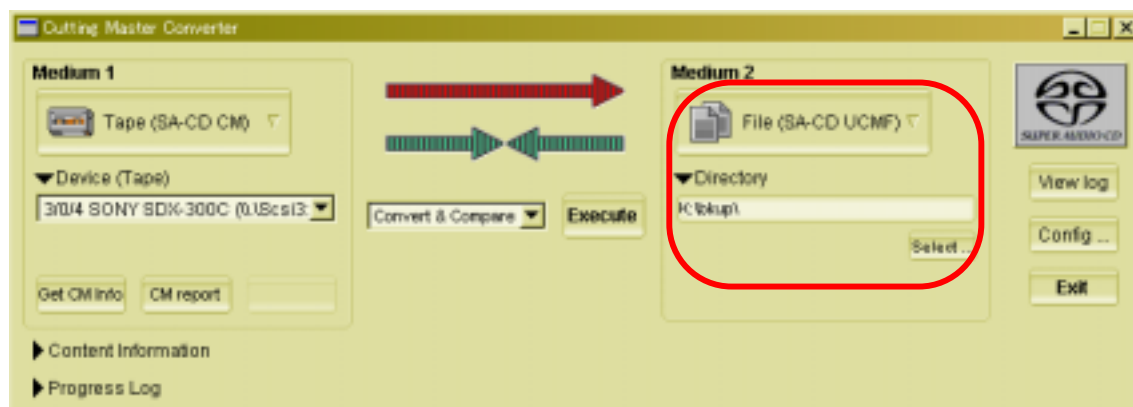 Cutting Master Converter
Medium 1
Tape (SA-CD CM)
Device (Tape)
3/0/4 SONY SDX-300C (\\.\Scsi3:
Get CM Info
CM report
Convert & Compare
Execute
Medium 2
File (SA-CD UCMF)
Directory
Select ...
SUPER AUDIO CD
View log
Config ...
Exit
Content Information
Progress Log